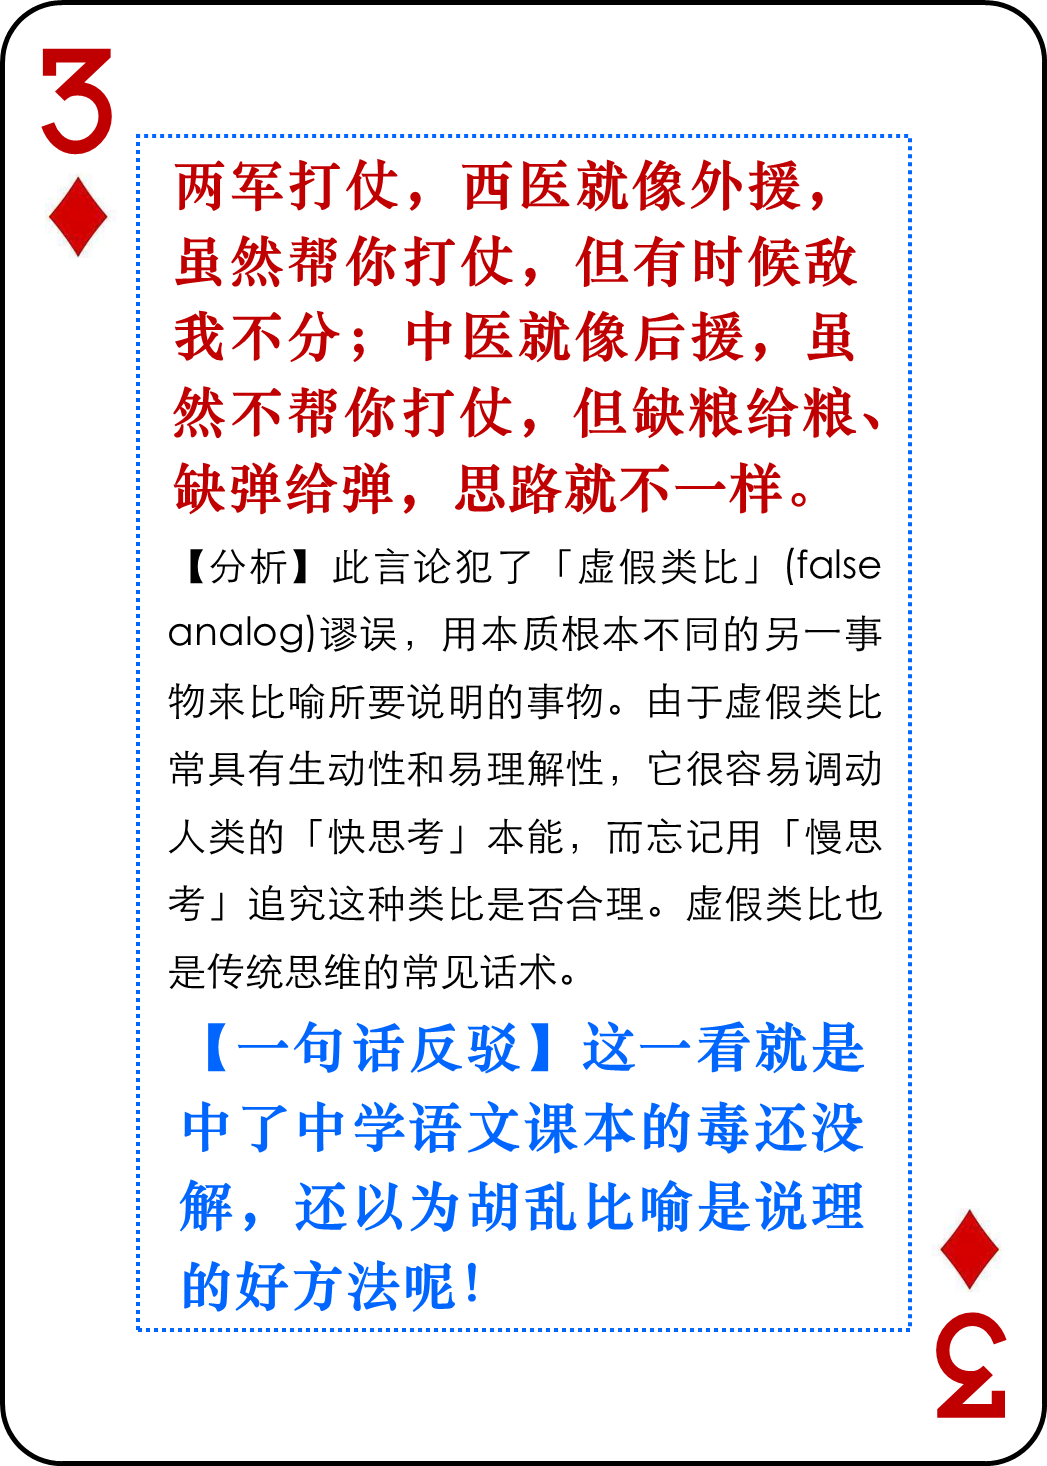 3
两军打仗，西医就像外援，
虽然帮你打仗，但有时候敌
我不分；中医就像后援，虽
然不帮你打仗，但缺粮给粮、
缺弹给弹，思路就不一样。
【分析】此言论犯了「虚假类比」(false
analog)谬误，用本质根本不同的另一事
物来比喻所要说明的事物。由于虚假类比
常具有生动性和易理解性，它很容易调动
人类的「快思考」本能，而忘记用「慢思
考」追究这种类比是否合理。虚假类比也
是传统思维的常见话术。
【一句话反驳】这一看就是
中了中学语文课本的毒还没
解，还以为胡乱比喻是说理
的好方法呢！
3